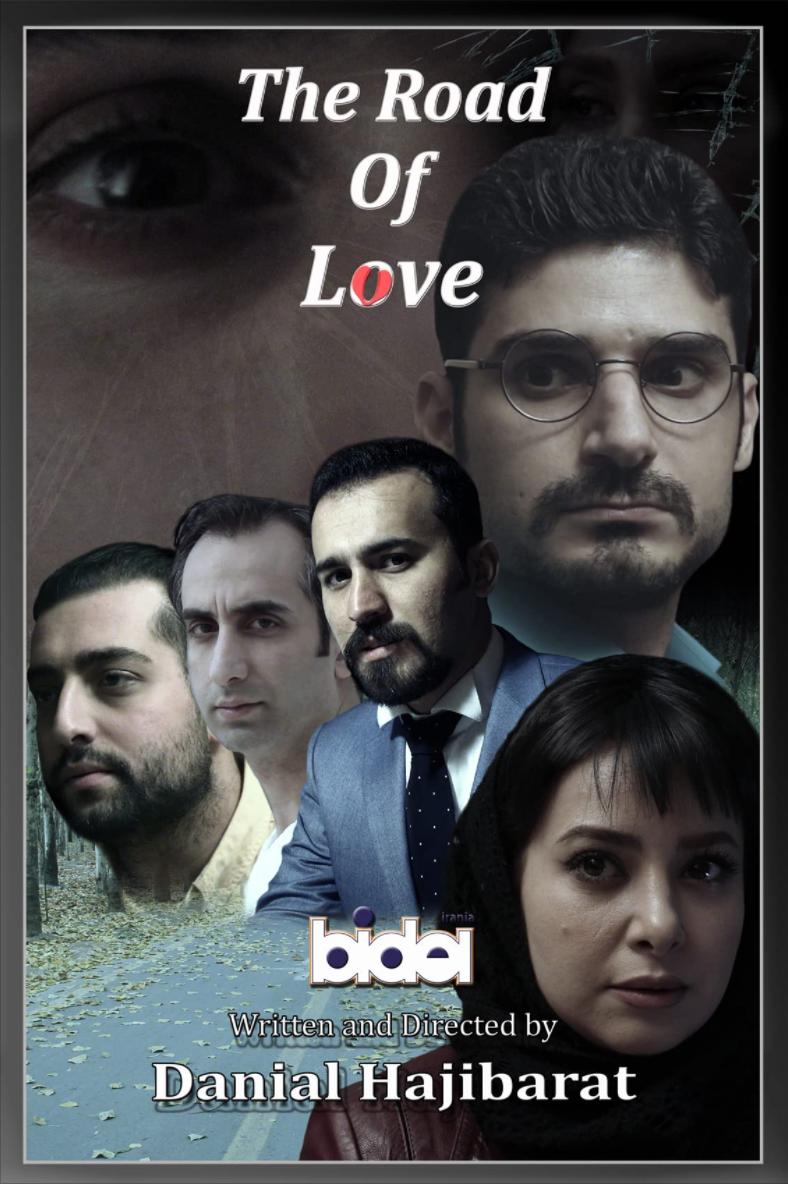 The Road
Of
Love
irania
bidel
Written and Directed by
Danial Hajibarat